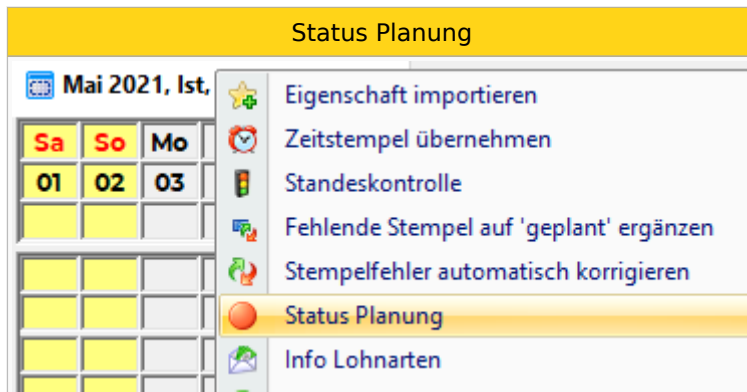 Status Planung
Mai 2021, Ist,
Eigenschaft importieren
Sa So Mo
Zeitstempel übernehmen
01 02 03
Standeskontrolle
Fehlende Stempel auf 'geplant' ergänzen
Stempelfehler automatisch korrigieren
Status Planung
Info Lohnarten